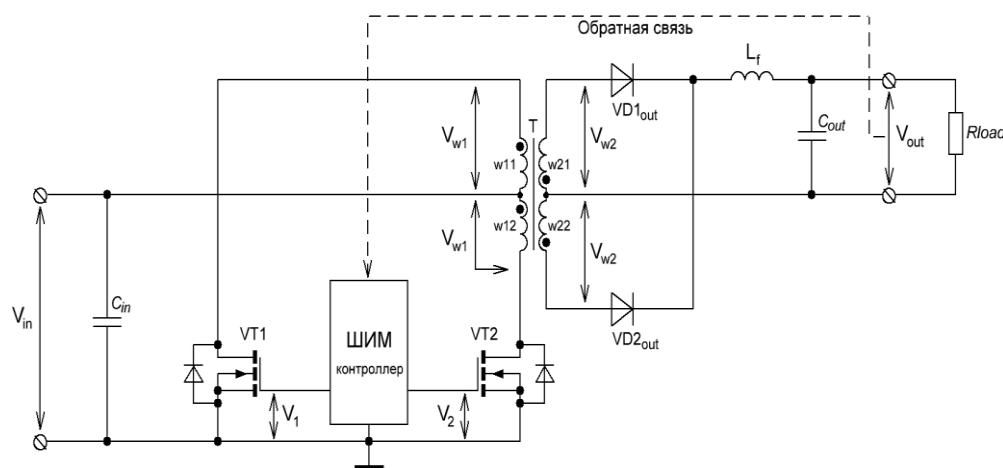 Обратная связь
L_f
VD1_out
T
V_w1
V_w2
w11
w21
C_out
V_out
Rload
w12
w22
V_w1
V_w2
V_in
C_in
VD2_out
VT1
ШИМ
контроллер
VT2
V_1
V_2